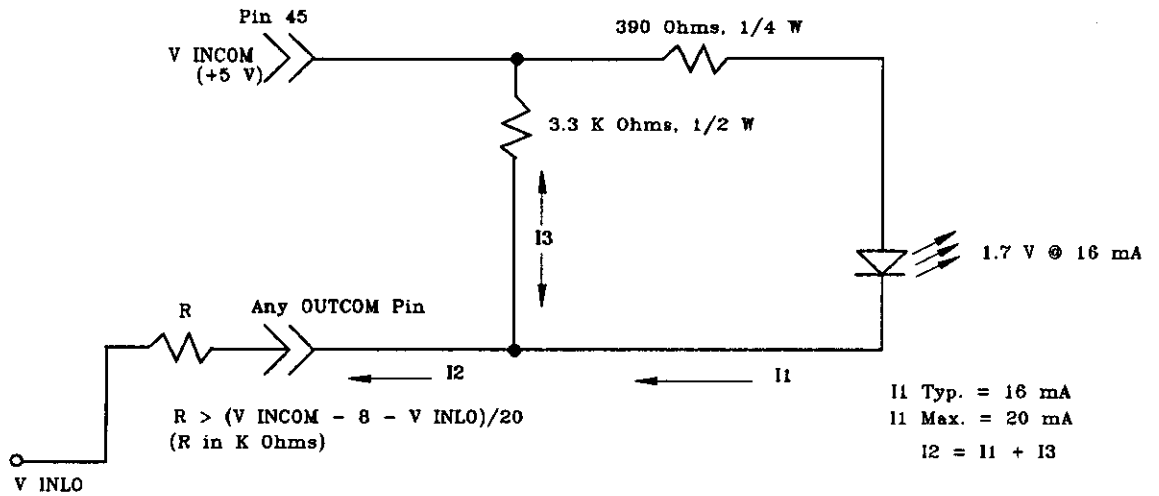 Pin 45
V INCOM
(+5 V)
390 Ohms, 1/4 W
3.3 K Ohms, 1/2 W
I3
1.7 V @ 16 mA
R
Any OUTCOM Pin
I2
I1
R > (V INCOM - 8 - V INLO)/20
(R in K Ohms)
I1 Typ. = 16 mA
I1 Max. = 20 mA
I2 = I1 + I3
V INLO